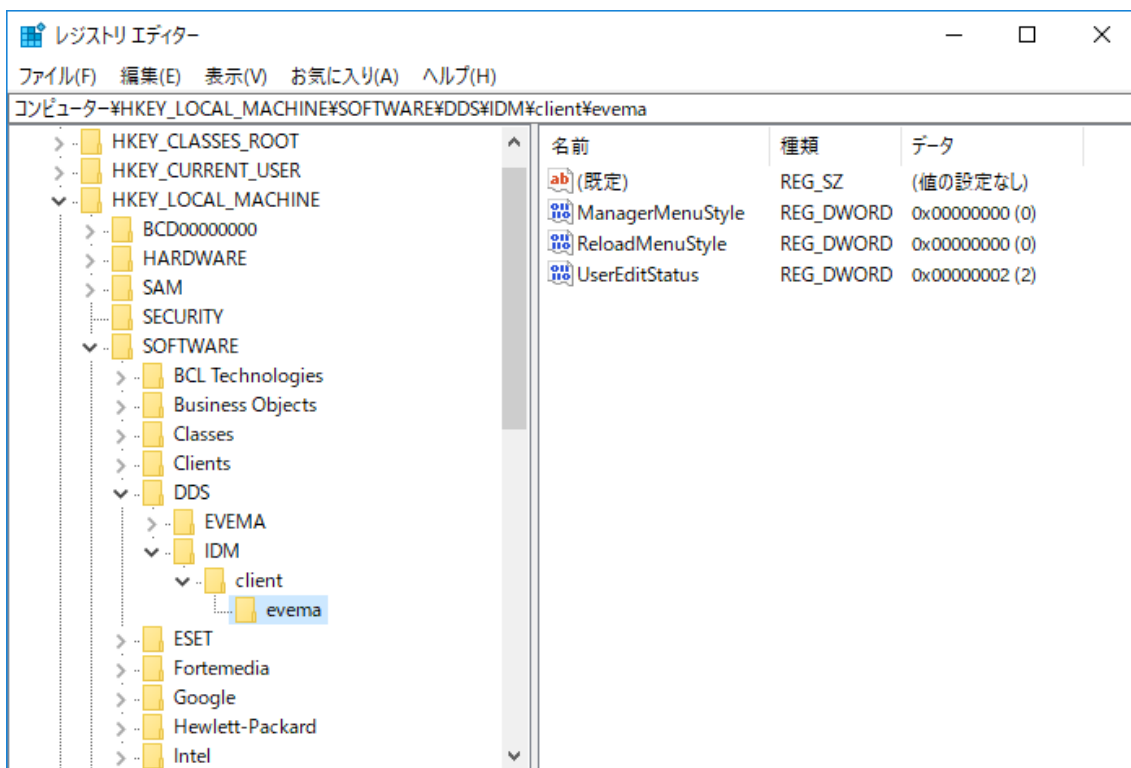 レジストリ エディター
ファイル(F) 編集(E) 表示(V) お気に入り(A) ヘルプ(H)
コンピューター¥HKEY_LOCAL_MACHINE¥SOFTWARE¥DDS¥IDM¥client¥evema
HKEY_CLASSES_ROOT
HKEY_CURRENT_USER
HKEY_LOCAL_MACHINE
BCD00000000
HARDWARE
SAM
SECURITY
SOFTWARE
BCL Technologies
Business Objects
Classes
Clients
DDS
EVEMA
IDM
client
evema
ESET
Fortemedia
Google
Hewlett-Packard
Intel
名前 種類 データ
(既定) REG_SZ (値の設定なし)
ManagerMenuStyle REG_DWORD 0x00000000 (0)
ReloadMenuStyle REG_DWORD 0x00000000 (0)
UserEditStatus REG_DWORD 0x00000002 (2)